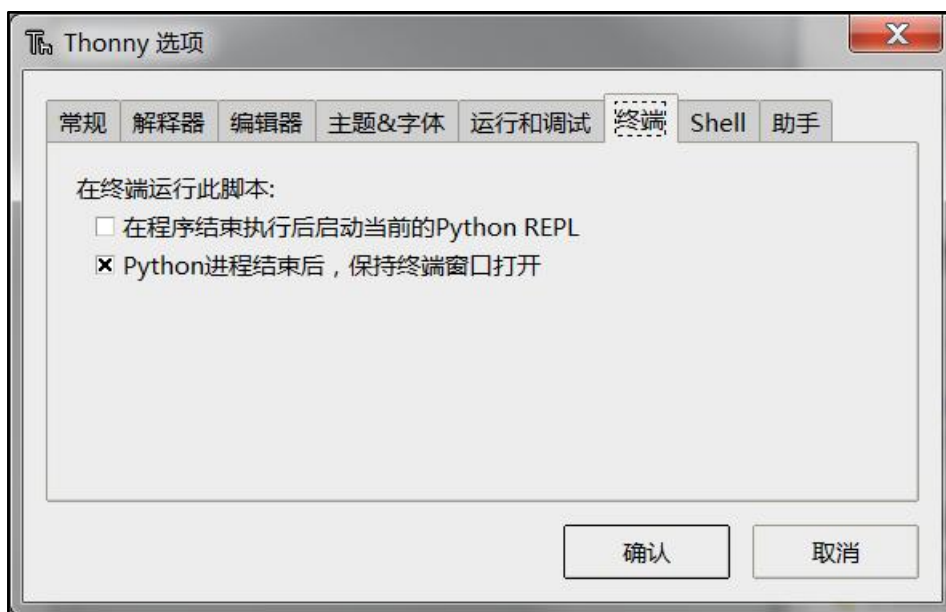 Thonny 选项
常规 解释器 编辑器 主题&字体 运行和调试 终端 Shell 助手
在终端运行此脚本:
在程序结束执行后启动当前的Python REPL
Python进程结束后，保持终端窗口打开
确认 取消